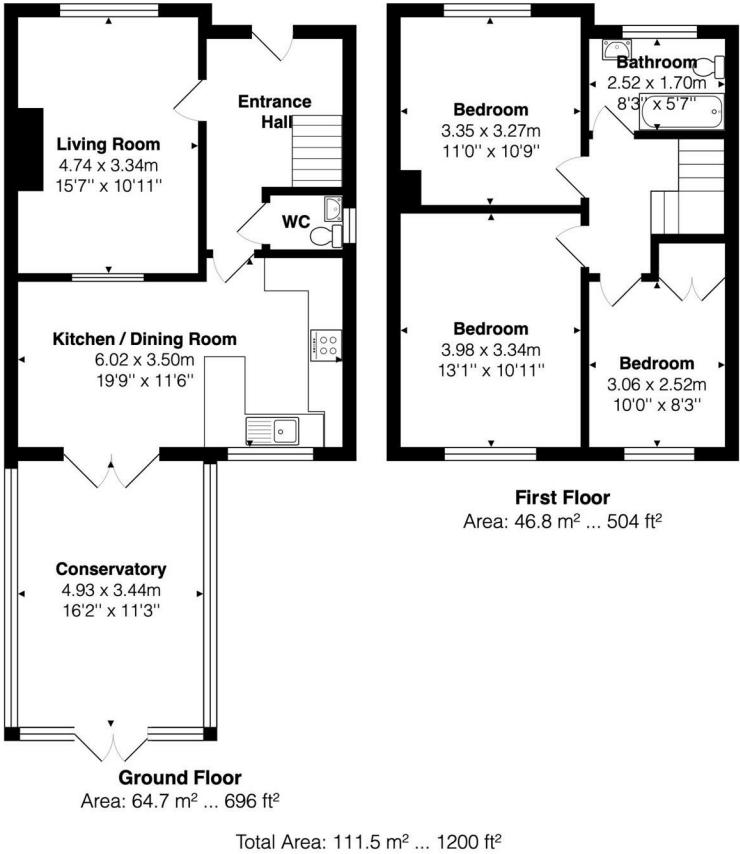 Living Room
4.74 x 3.34m
15'7" x 10'11"
Entrance
Hall
WC
Kitchen / Dining Room
6.02 x 3.50m
19'9" x 11'6"
Conservatory
4.93 x 3.44m
16'2" x 11'3"
Ground Floor
Area: 64.7 m² ... 696 ft²
Bedroom
3.35 x 3.27m
11'0" x 10'9"
Bathroom
2.52 x 1.70m
8'3" x 5'7"
Bedroom
3.98 x 3.34m
13'1" x 10'11"
Bedroom
3.06 x 2.52m
10'0" x 8'3"
First Floor
Area: 46.8 m² ... 504 ft²
Total Area: 111.5 m² ... 1200 ft²